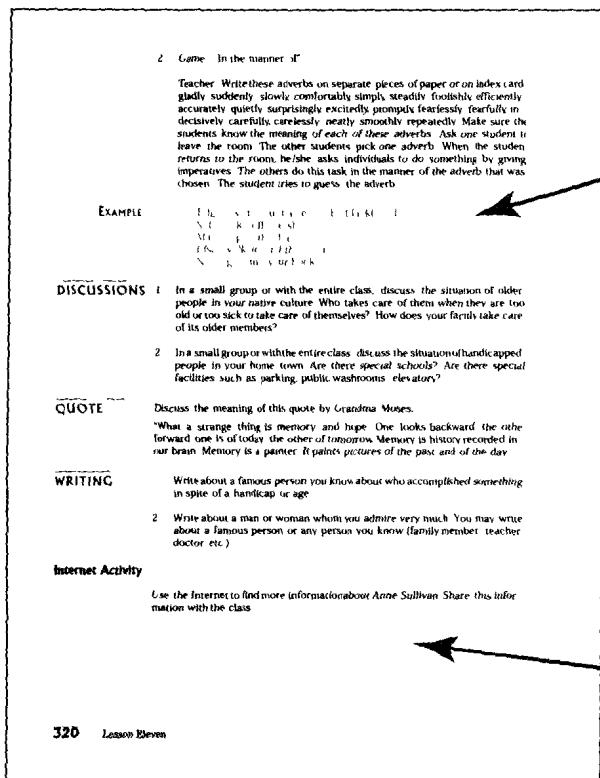 2 Game In the manner of"
Teacher Write these adverbs on separate pieces of paper or on index card
gladly suddenly slowly comfortably simply steadily foolishly efficiently
accurately quietly surprisingly excitedly promptly fearlessly fearfully in
decisively carefully carelessly neatly smoothly repeatedly Make sure the
students know the meaning of each of these adverbs Ask one student to
leave the room The other students pick one adverb When the studen
returns to the room, he/she asks individuals to do something by giving
imperatives The others do this task in the manner of the adverb that was
chosen The student tries to guess the adverb
EXAMPLE
DISCUSSIONS 1 In a small group or with the entire class, discuss the situation of older
people in your native culture Who takes care of them when they are too
old or too sick to take care of themselves? How does your family take care
of its older members?
2 In a small group or with the entire class discuss the situation of handicapped
people in your home town Are there special schools? Are there special
facilities such as parking, public washrooms elevators?
QUOTE Discuss the meaning of this quote by Grandma Moses.
"What a strange thing is memory and hope One looks backward the othe
forward one is of today the other of tomorrow Memory is history recorded in
our brain Memory is a painter It paints pictures of the past and of the day
WRITING Write about a famous person you know about who accomplished something
in spite of a handicap or age
2 Write about a man or woman whom you admire very much You may write
about a famous person or any person you know (family member teacher
doctor etc )
Internet Activity
Use the Internet to find more information about Anne Sullivan Share this infor
mation with the class
320 Lesson Eleven